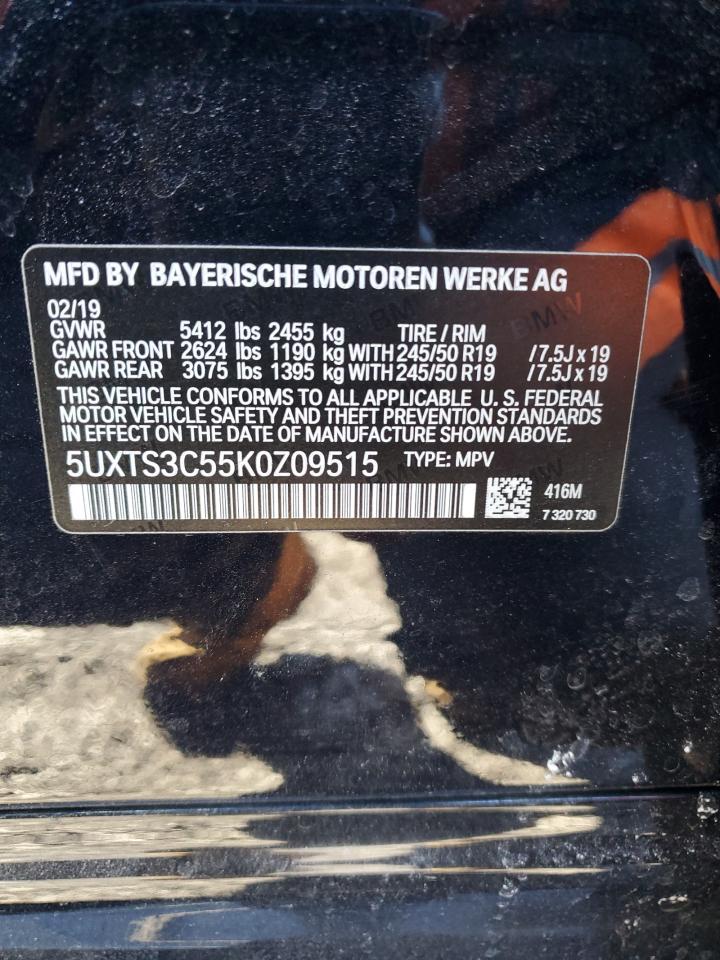 MFD BY BAYERISCHE MOTOREN WERKE AG
02/19
GVWR 5412 lbs 2455 kg TIRE / RIM
GAWR FRONT 2624 lbs 1190 kg WITH 245/50 R19 / 7.5J x 19
GAWR REAR 3075 lbs 1395 kg WITH 245/50 R19 / 7.5J x 19
THIS VEHICLE CONFORMS TO ALL APPLICABLE U. S. FEDERAL
MOTOR VEHICLE SAFETY AND THEFT PREVENTION STANDARDS
IN EFFECT ON THE DATE OF MANUFACTURE SHOWN ABOVE.
5UXTS3C55K0Z09515 TYPE: MPV
416M
7 320 730